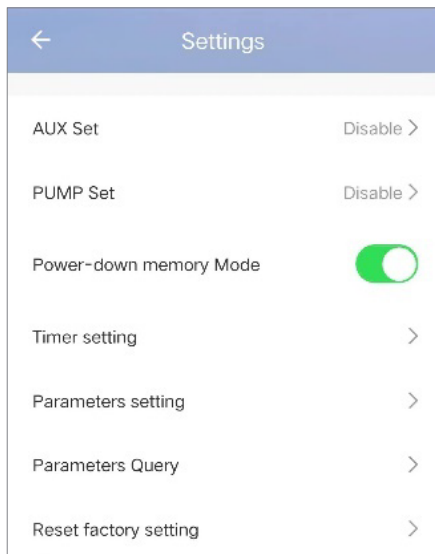 Settings
AUX Set Disable
PUMP Set Disable
Power-down memory Mode
Timer setting
Parameters setting
Parameters Query
Reset factory setting